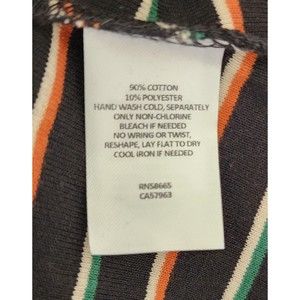 90% COTTON
10% POLYESTER
HAND WASH COLD, SEPARATELY
ONLY NON-CHLORINE
BLEACH IF NEEDED
NO WRING OR TWIST,
RESHAPE, LAY FLAT TO DRY
COOL IRON IF NEEDED
RN58665
CA57963